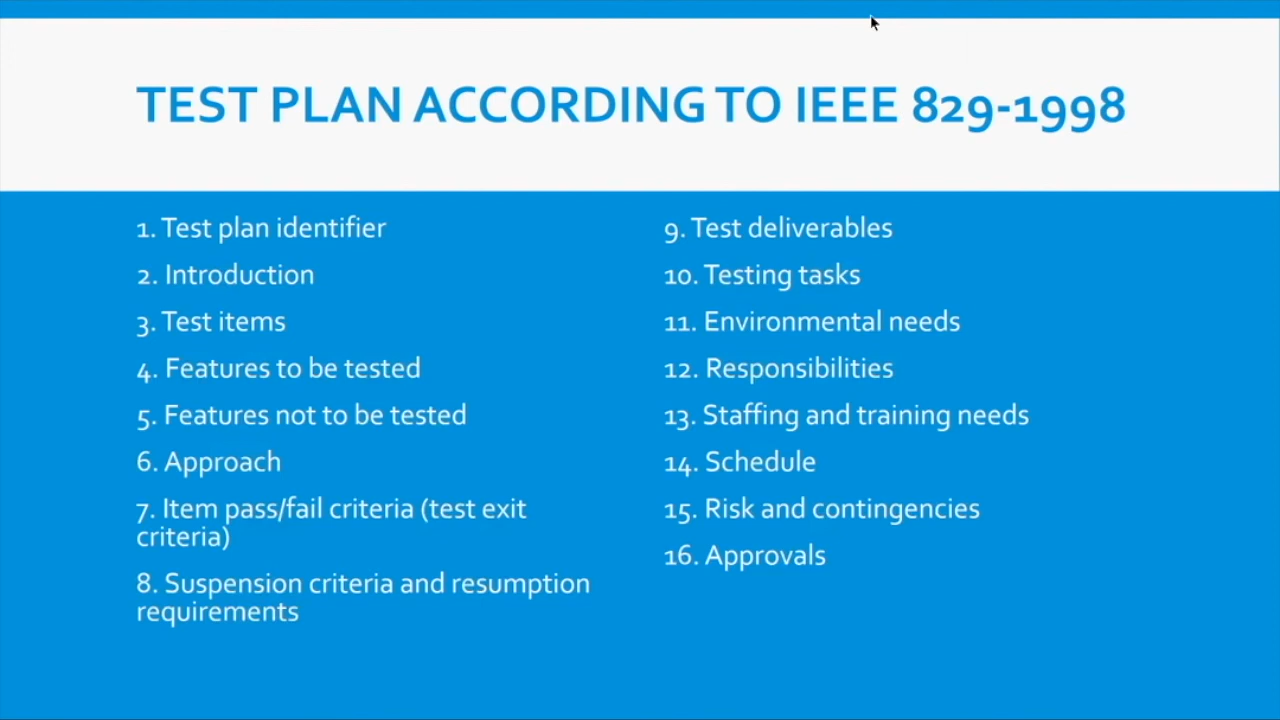 TEST PLAN ACCORDING TO IEEE 829-1998
1. Test plan identifier
2. Introduction
3. Test items
4. Features to be tested
5. Features not to be tested
6. Approach
7. Item pass/fail criteria (test exit
criteria)
8. Suspension criteria and resumption
requirements
9. Test deliverables
10. Testing tasks
11. Environmental needs
12. Responsibilities
13. Staffing and training needs
14. Schedule
15. Risk and contingencies
16. Approvals